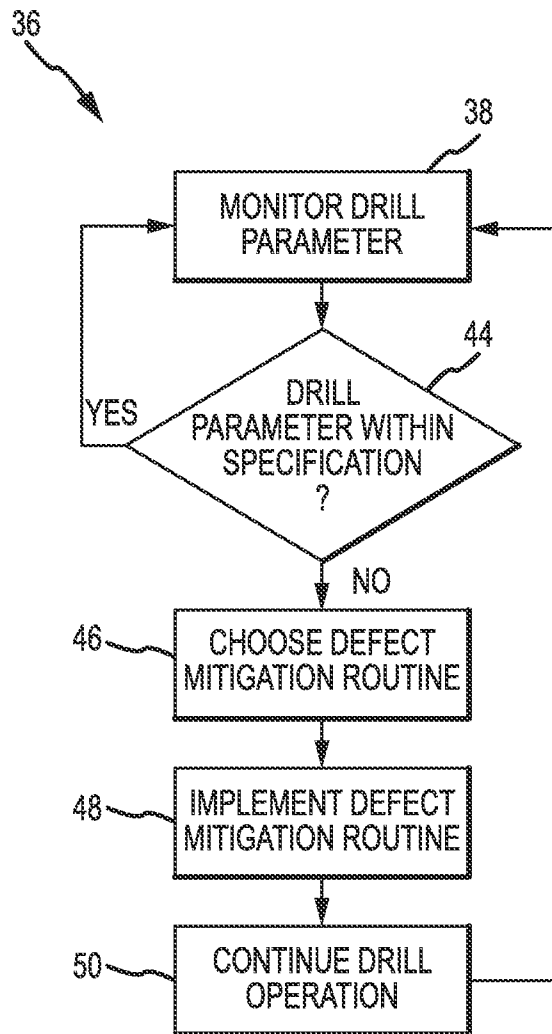 36
38
MONITOR DRILL
PARAMETER
44
DRILL
PARAMETER WITHIN
SPECIFICATION
?
YES
NO
46
CHOOSE DEFECT
MITIGATION ROUTINE
48
IMPLEMENT DEFECT
MITIGATION ROUTINE
50
CONTINUE DRILL
OPERATION